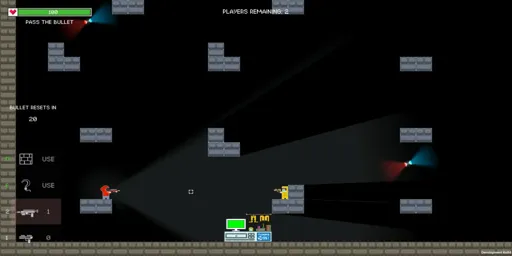 100
PLAYERS REMAINING: 2
PASS THE BULLET
BULLET RESETS IN
20
USE
USE
1
0